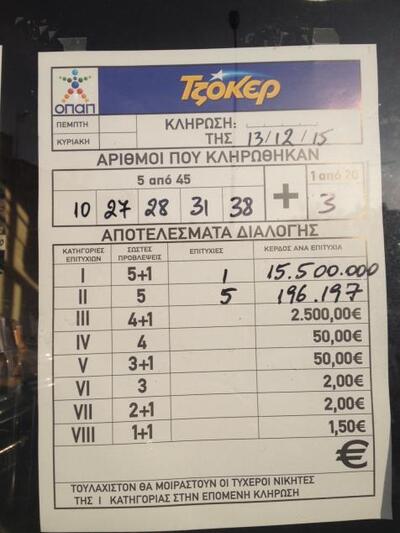 ΟΠΑΠ
ΤΖΟΚΕΡ
ΠΕΜΠΤΗ
ΚΥΡΙΑΚΗ
ΚΛΗΡΩΣΗ:
ΤΗΣ 13/12/15
ΑΡΙΘΜΟΙ ΠΟΥ ΚΛΗΡΩΘΗΚΑΝ
5 από 45 1 από 20
10 27 28 31 38 + 3
ΑΠΟΤΕΛΕΣΜΑΤΑ ΔΙΑΛΟΓΗΣ
ΚΑΤΗΓΟΡΙΕΣ ΕΠΙΤΥΧΙΩΝ ΣΩΣΤΕΣ ΠΡΟΒΛΕΨΕΙΣ ΕΠΙΤΥΧΙΕΣ ΚΕΡΔΟΣ ΑΝΑ ΕΠΙΤΥΧΙΑ
I 5+1 1 15.500.000
II 5 5 196.197
III 4+1 2.500,00€
IV 4 50,00€
V 3+1 50,00€
VI 3 2,00€
VII 2+1 2,00€
VIII 1+1 1,50€
€
ΤΟΥΛΑΧΙΣΤΟΝ ΘΑ ΜΟΙΡΑΣΤΟΥΝ ΟΙ ΤΥΧΕΡΟΙ ΝΙΚΗΤΕΣ
ΤΗΣ Ι ΚΑΤΗΓΟΡΙΑΣ ΣΤΗΝ ΕΠΟΜΕΝΗ ΚΛΗΡΩΣΗ